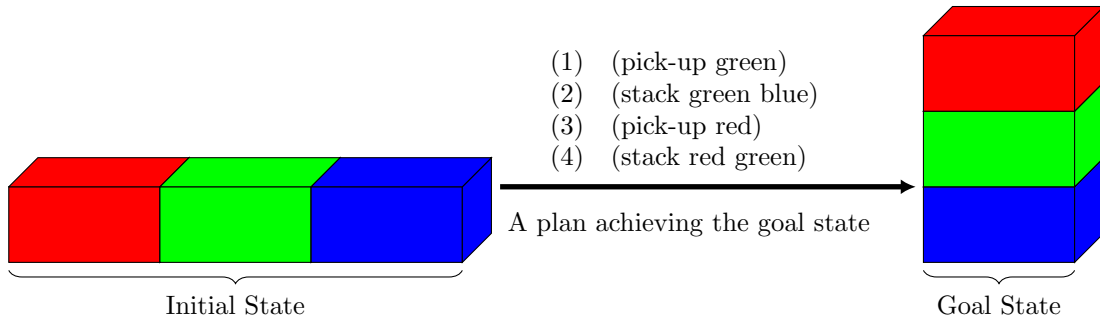 (1) (pick-up green)
(2) (stack green blue)
(3) (pick-up red)
(4) (stack red green)
A plan achieving the goal state
Initial State
Goal State